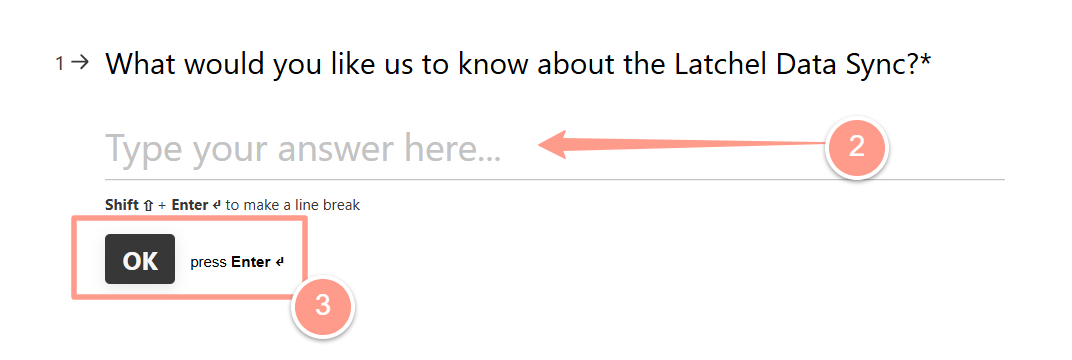 1→ What would you like us to know about the Latchel Data Sync?*
Type your answer here...
2
Shift ⇧ + Enter ↵ to make a line break
OK press Enter ↵
3